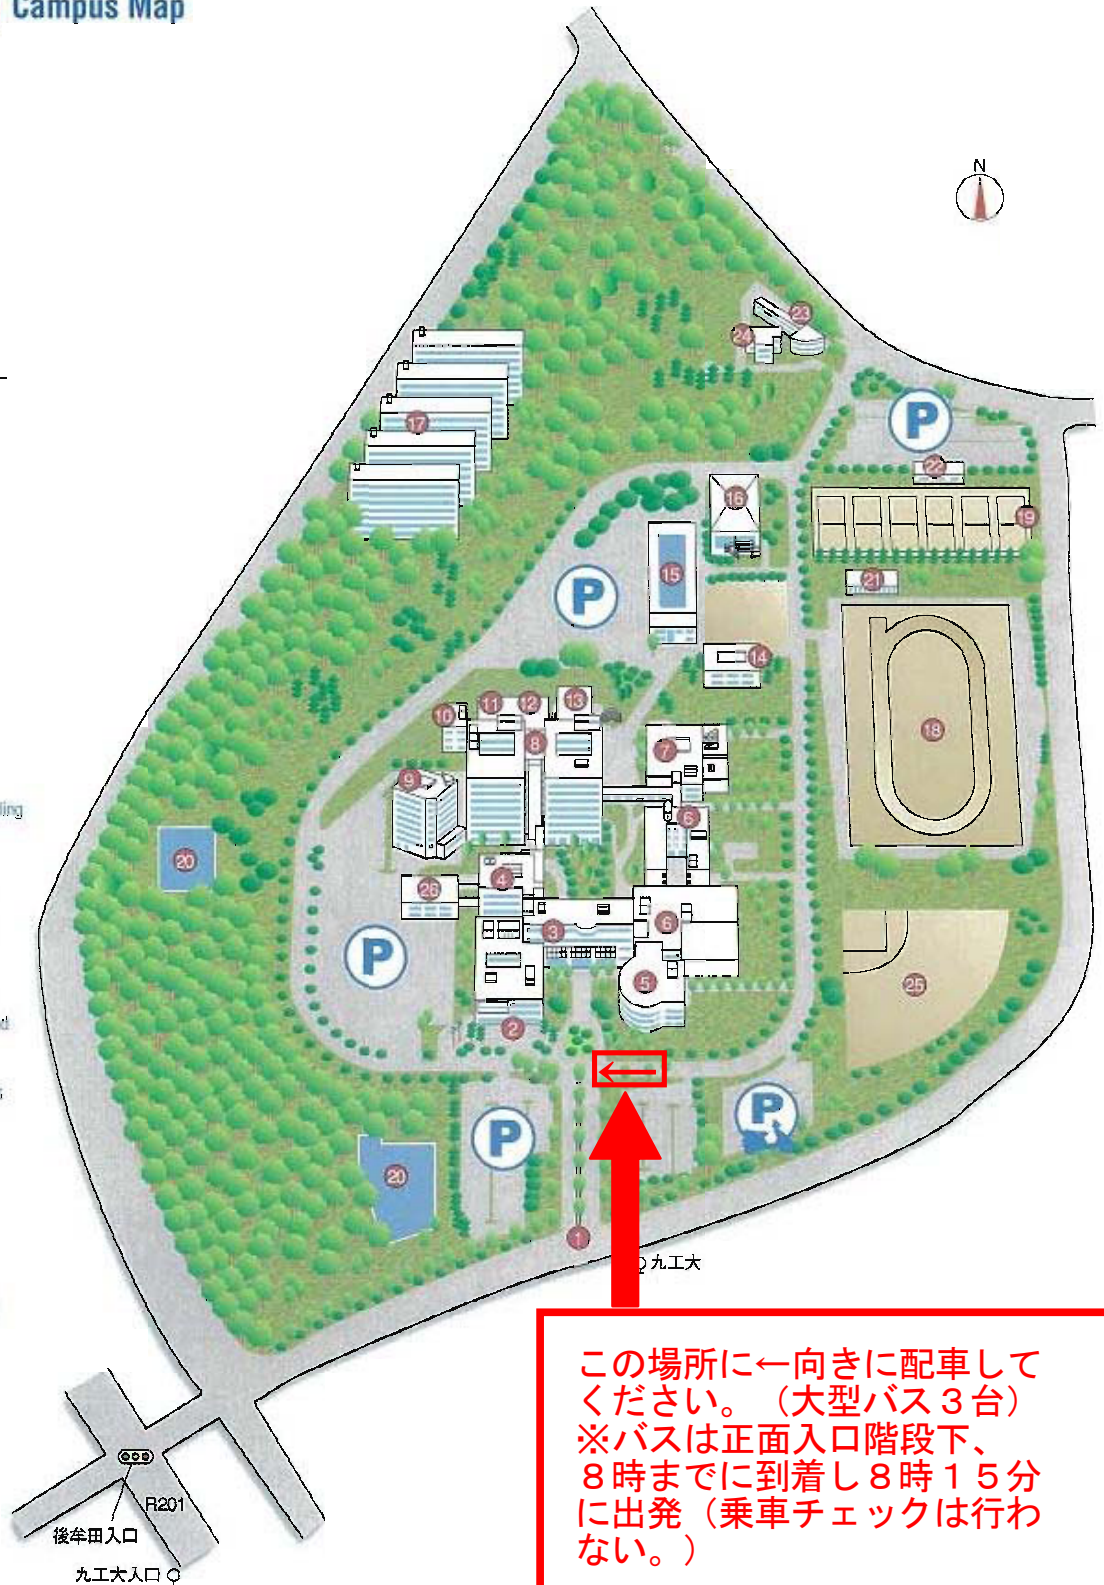 Campus Map
N
23
24
P
17
22
16
19
15
21
P
14
13
11 12
10
18
8
7
9
ling
6
20
4
26
3
6
P
5
25
2
d
P
P
20
1
九工大
この場所に←向きに配車して
ください。（大型バス３台）
※バスは正面入口階段下、
８時までに到着し８時１５分
に出発（乗車チェックは行わ
ない。）
R201
後牟田入口
九工大入口